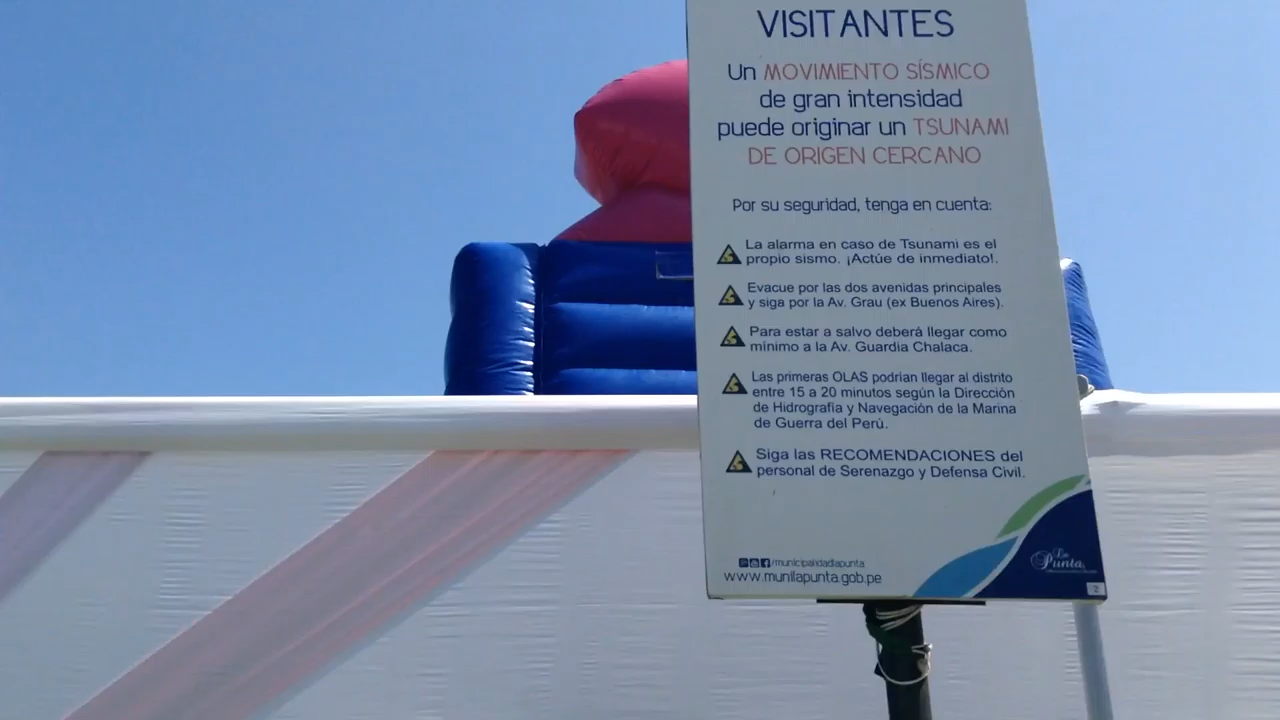 VISITANTES
Un MOVIMIENTO SÍSMICO
de gran intensidad
puede originar un TSUNAMI
DE ORIGEN CERCANO
Por su seguridad, tenga en cuenta:
La alarma en caso de Tsunami es el
propio sismo. ¡Actúe de inmediato!.
Evacue por las dos avenidas principales
y siga por la Av. Grau (ex Buenos Aires).
Para estar a salvo deberá llegar como
mínimo a la Av. Guardia Chalaca.
Las primeras OLAS podrían llegar al distrito
entre 15 a 20 minutos según la Dirección
de Hidrografía y Navegación de la Marina
de Guerra del Perú.
Siga las RECOMENDACIONES del
personal de Serenazgo y Defensa Civil.
/municipalidadlapunta
www.munilapunta.gob.pe
La Punta
2